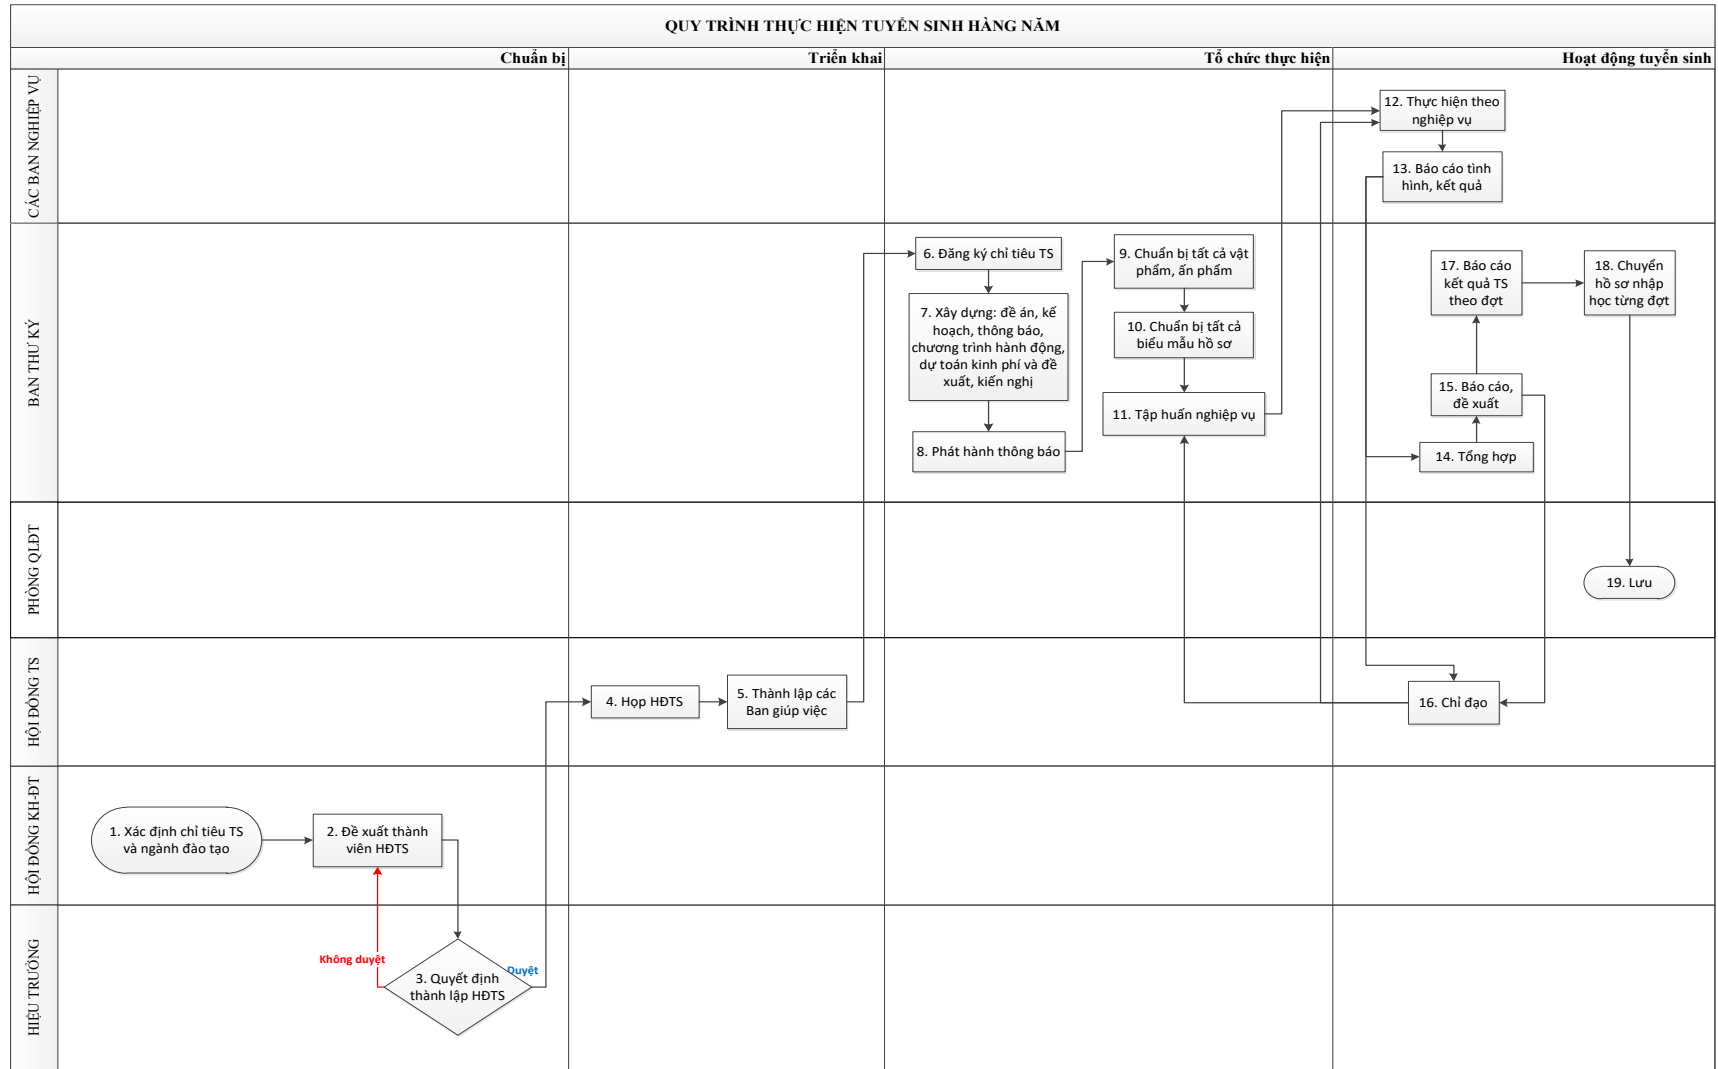 QUY TRÌNH THỰC HIỆN TUYỂN SINH HÀNG NĂM
Chuẩn bị
Triển khai
Tổ chức thực hiện
Hoạt động tuyển sinh
CÁC BAN NGHIỆP VỤ
12. Thực hiện theo
nghiệp vụ
13. Báo cáo tình
hình, kết quả
BAN THƯ KÝ
6. Đăng ký chỉ tiêu TS
7. Xây dựng: đề án, kế
hoạch, thông báo,
chương trình hành động,
dự toán kinh phí và đề
xuất, kiến nghị
8. Phát hành thông báo
9. Chuẩn bị tất cả vật
phẩm, ấn phẩm
10. Chuẩn bị tất cả
biểu mẫu hồ sơ
11. Tập huấn nghiệp vụ
17. Báo cáo
kết quả TS
theo đợt
18. Chuyển
hồ sơ nhập
học từng đợt
15. Báo cáo,
đề xuất
14. Tổng hợp
PHÒNG QLĐT
19. Lưu
HỘI ĐỒNG TS
4. Họp HĐTS
5. Thành lập các
Ban giúp việc
16. Chỉ đạo
HỘI ĐỒNG KH-ĐT
1. Xác định chỉ tiêu TS
và ngành đào tạo
2. Đề xuất thành
viên HĐTS
HIỆU TRƯỞNG
Không duyệt
Duyệt
3. Quyết định
thành lập HĐTS